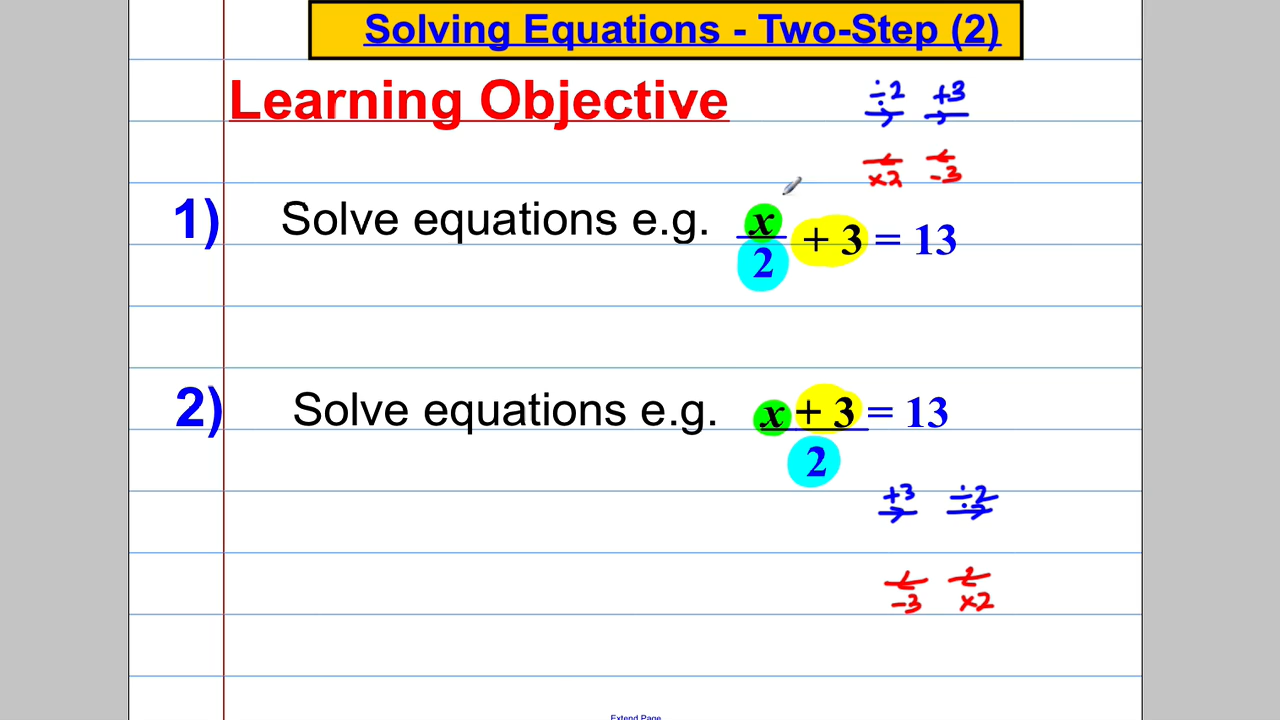 Solving Equations - Two-Step (2)
Learning Objective
÷2 +3
×2 -3
1) Solve equations e.g. x/2 + 3 = 13
2) Solve equations e.g. x + 3/2 = 13
+3 ÷2
-3 ×2
Extend Page